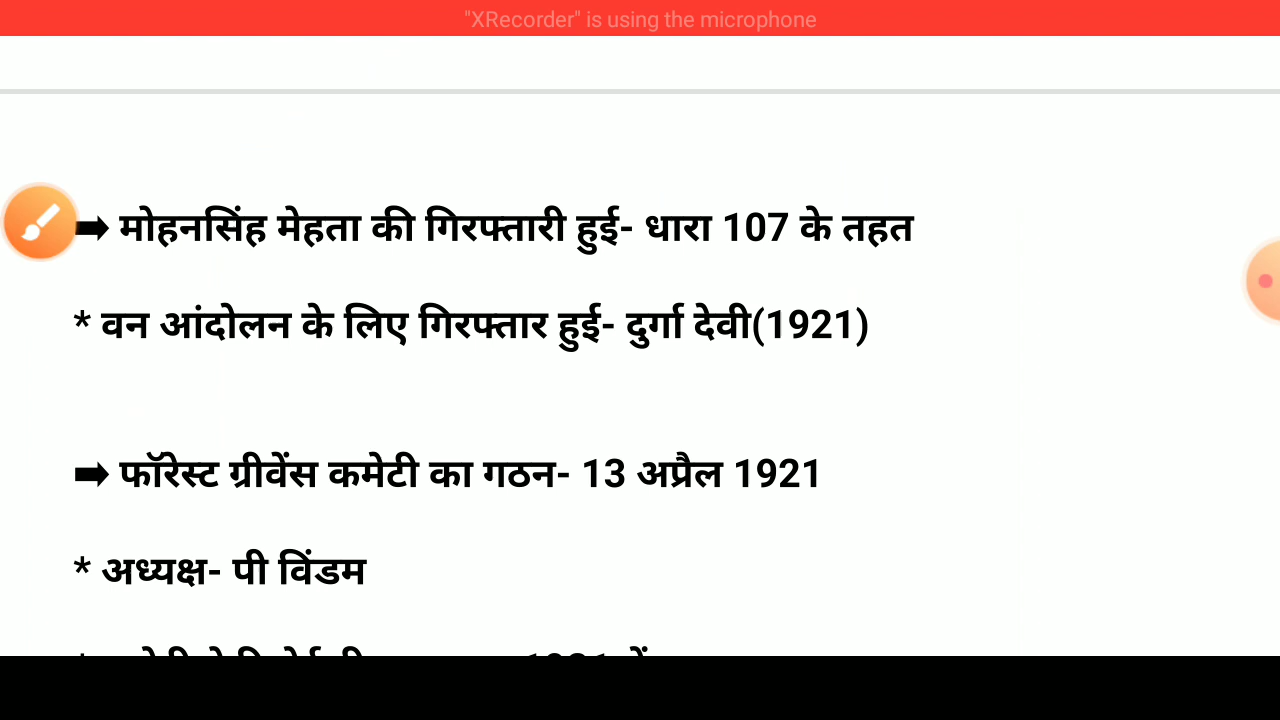 "XRecorder" is using the microphone
➡ मोहनसिंह मेहता की गिरफ्तारी हुई- धारा 107 के तहत
* वन आंदोलन के लिए गिरफ्तार हुई- दुर्गा देवी(1921)
➡ फॉरेस्ट ग्रीवेंस कमेटी का गठन- 13 अप्रैल 1921
* अध्यक्ष- पी विंडम